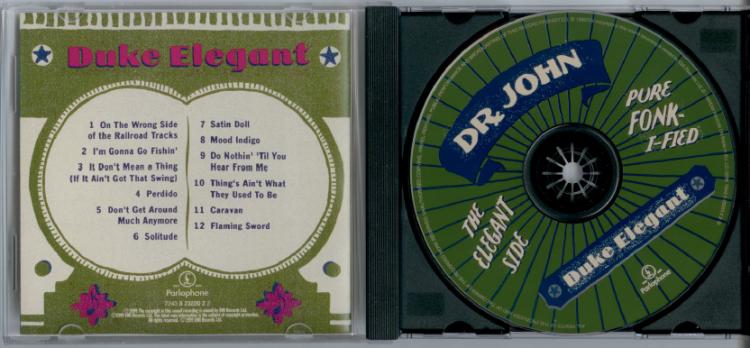 Duke Elegant
1 On The Wrong Side
of the Railroad Tracks
2 I'm Gonna Go Fishin'
3 It Don't Mean a Thing
(If It Ain't Got That Swing)
4 Perdido
5 Don't Get Around
Much Anymore
6 Solitude
7 Satin Doll
8 Mood Indigo
9 Do Nothin' 'Til You
Hear From Me
10 Thing's Ain't What
They Used To Be
11 Caravan
12 Flaming Sword
Parlophone
DR. JOHN
PURE
FONK-
I-FIED
THE
ELEGANT
SIDE
Duke Elegant
Parlophone